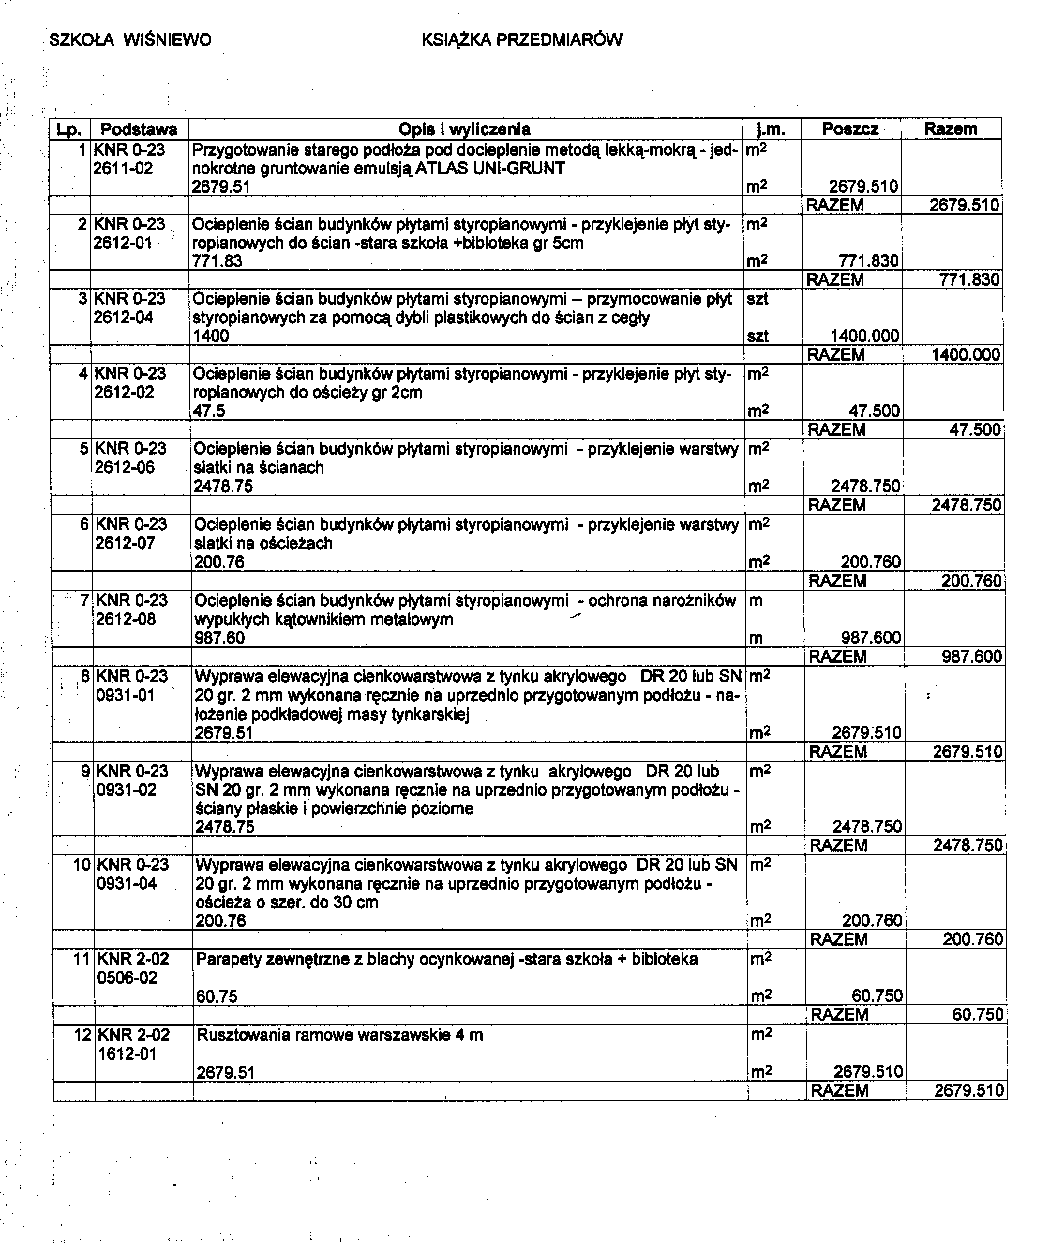 SZKOŁA WIŚNIEWO KSIĄŻKA PRZEDMIARÓW
Lp. Podstawa Opis i wyliczenia j.m. Poszcz Razem
1 KNR 0-23 Przygotowanie starego podłoża pod docieplenie metodą lekką-mokrą - jed- m2
2611-02 nokrotne gruntowanie emulsją ATLAS UNI-GRUNT
2679.51 m2 2679.510
RAZEM 2679.510
2 KNR 0-23 Ocieplenie ścian budynków płytami styropianowymi - przyklejenie płyt sty- m2
2612-01 ropianowych do ścian -stara szkoła +bibloteka gr 5cm
771.83 m2 771.830
RAZEM 771.830
3 KNR 0-23 Ocieplenie ścian budynków płytami styropianowymi – przymocowanie płyt szt
2612-04 styropianowych za pomocą dybli plastikowych do ścian z cegły
1400 szt 1400.000
RAZEM 1400.000
4 KNR 0-23 Ocieplenie ścian budynków płytami styropianowymi - przyklejenie płyt sty- m2
2612-02 ropianowych do ościeży gr 2cm
47.5 m2 47.500
RAZEM 47.500
5 KNR 0-23 Ocieplenie ścian budynków płytami styropianowymi - przyklejenie warstwy m2
2612-06 siatki na ścianach
2478.75 m2 2478.750
RAZEM 2478.750
6 KNR 0-23 Ocieplenie ścian budynków płytami styropianowymi - przyklejenie warstwy m2
2612-07 siatki na ościeżach
200.76 m2 200.760
RAZEM 200.760
7 KNR 0-23 Ocieplenie ścian budynków płytami styropianowymi - ochrona narożników m
2612-08 wypukłych kątownikiem metalowym
987.60 m 987.600
RAZEM 987.600
8 KNR 0-23 Wyprawa elewacyjna cienkowarstwowa z tynku akrylowego DR 20 lub SN m2
0931-01 20 gr. 2 mm wykonana ręcznie na uprzednio przygotowanym podłożu - na-
łożenie podkładowej masy tynkarskiej
2679.51 m2 2679.510
RAZEM 2679.510
9 KNR 0-23 Wyprawa elewacyjna cienkowarstwowa z tynku akrylowego DR 20 lub m2
0931-02 SN 20 gr. 2 mm wykonana ręcznie na uprzednio przygotowanym podłożu -
ściany płaskie i powierzchnie poziome
2478.75 m2 2478.750
RAZEM 2478.750
10 KNR 0-23 Wyprawa elewacyjna cienkowarstwowa z tynku akrylowego DR 20 lub SN m2
0931-04 20 gr. 2 mm wykonana ręcznie na uprzednio przygotowanym podłożu -
ościeża o szer. do 30 cm
200.76 m2 200.760
RAZEM 200.760
11 KNR 2-02 Parapety zewnętrzne z blachy ocynkowanej -stara szkoła + bibloteka m2
0506-02
60.75 m2 60.750
RAZEM 60.750
12 KNR 2-02 Rusztowania ramowe warszawskie 4 m m2
1612-01
2679.51 m2 2679.510
RAZEM 2679.510